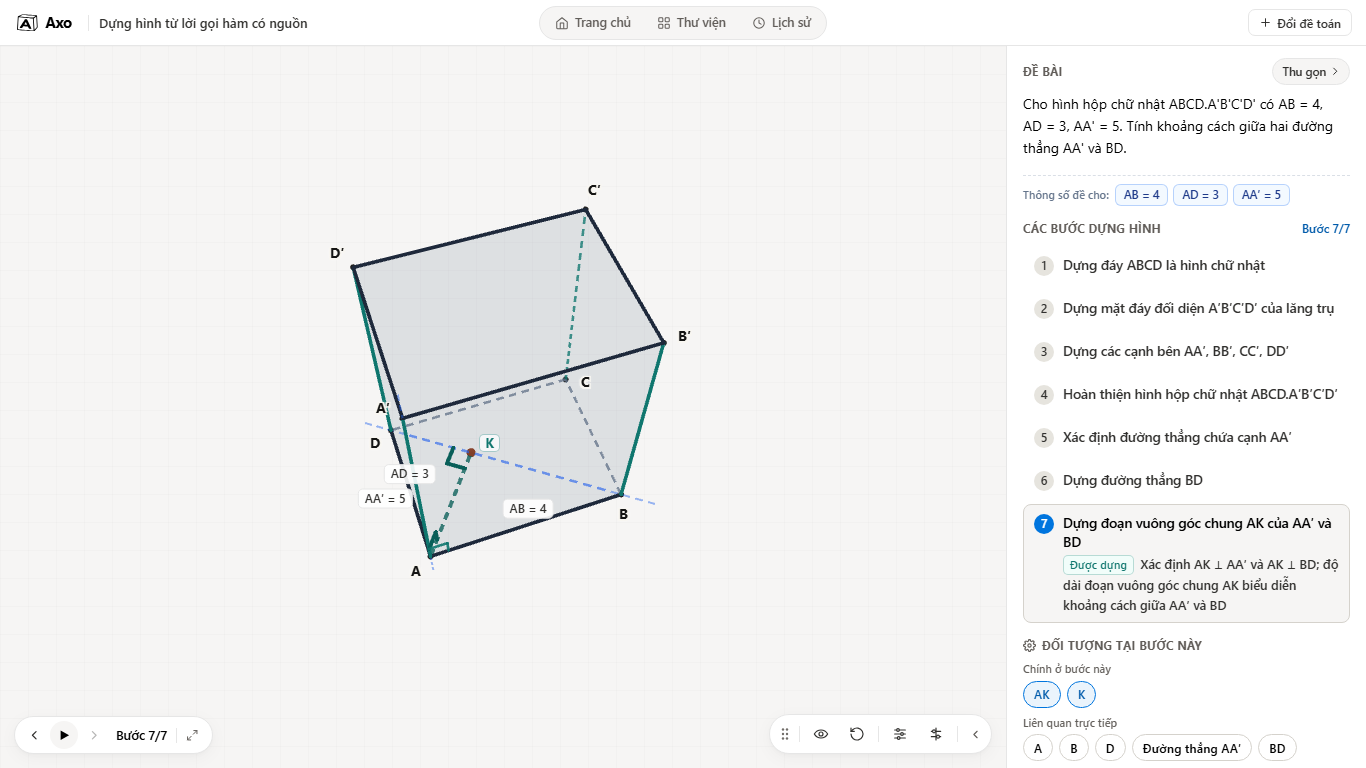 Axo
Dựng hình từ lời gọi hàm có nguồn
Trang chủ
Thư viện
Lịch sử
Đổi đề toán
C′
D′
B′
C
A′
D
K
AD = 3
AA′ = 5
AB = 4
B
A
Bước 7/7
ĐỀ BÀI
Thu gọn
Cho hình hộp chữ nhật ABCD.A'B'C'D' có AB = 4,
AD = 3, AA' = 5. Tính khoảng cách giữa hai đường
thẳng AA' và BD.
Thông số đề cho: AB = 4 AD = 3 AA′ = 5
CÁC BƯỚC DỰNG HÌNH Bước 7/7
1 Dựng đáy ABCD là hình chữ nhật
2 Dựng mặt đáy đối diện A′B′C′D′ của lăng trụ
3 Dựng các cạnh bên AA′, BB′, CC′, DD′
4 Hoàn thiện hình hộp chữ nhật ABCD.A′B′C′D′
5 Xác định đường thẳng chứa cạnh AA′
6 Dựng đường thẳng BD
7 Dựng đoạn vuông góc chung AK của AA′ và
BD
Được dựng Xác định AK ⊥ AA′ và AK ⊥ BD; độ
dài đoạn vuông góc chung AK biểu diễn
khoảng cách giữa AA′ và BD
ĐỐI TƯỢNG TẠI BƯỚC NÀY
Chính ở bước này
AK K
Liên quan trực tiếp
A B D Đường thẳng AA′ BD